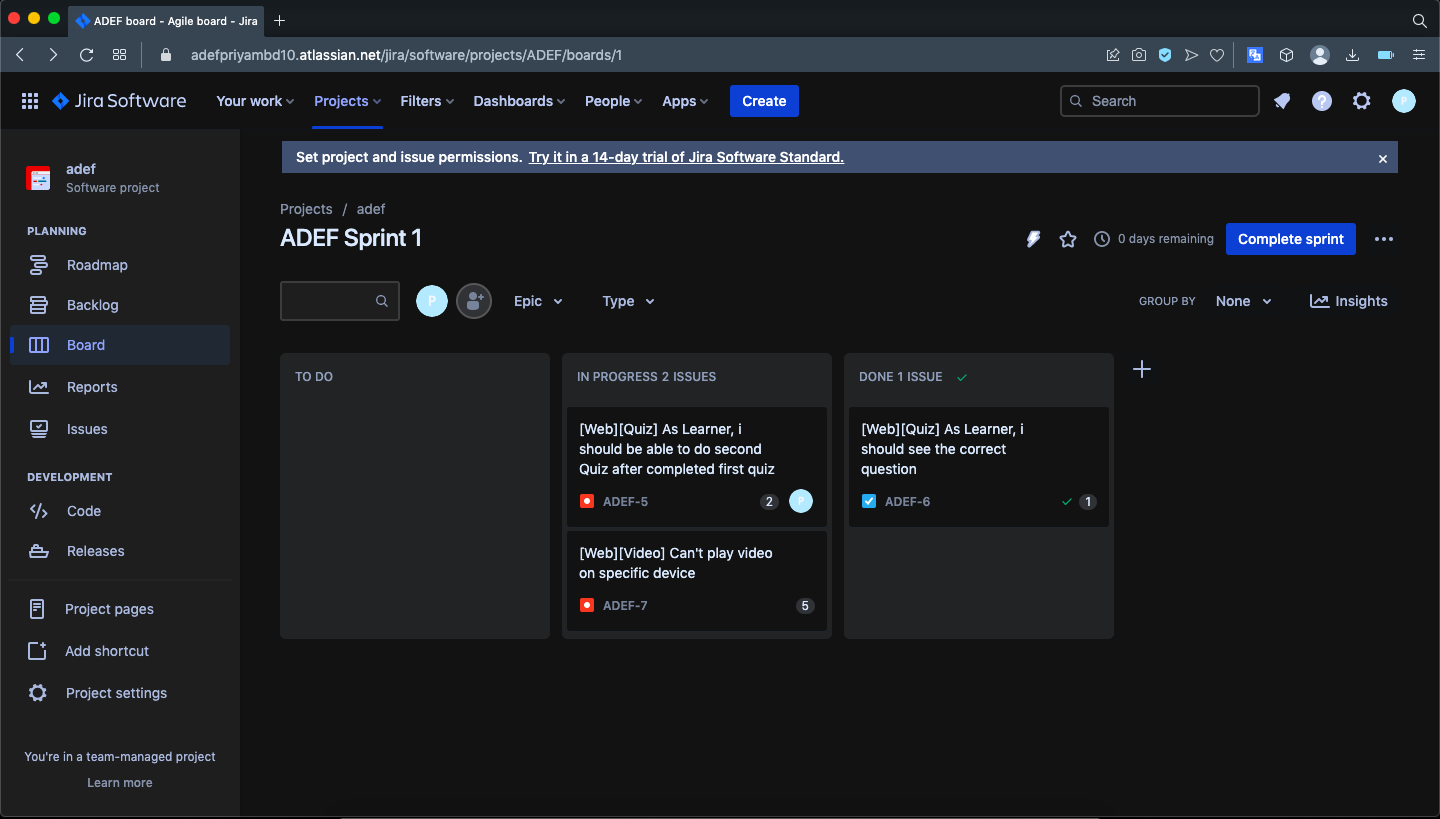 ADEF board - Agile board - Jira
adefpriyambd10.atlassian.net/jira/software/projects/ADEF/boards/1
Jira Software
Your work
Projects
Filters
Dashboards
People
Apps
Create
Search
P
adef
Software project
PLANNING
Roadmap
Backlog
Board
Reports
Issues
DEVELOPMENT
Code
Releases
Project pages
Add shortcut
Project settings
You're in a team-managed project
Learn more
Set project and issue permissions. Try it in a 14-day trial of Jira Software Standard.
Projects / adef
ADEF Sprint 1
0 days remaining
Complete sprint
P
Epic
Type
GROUP BY
None
Insights
TO DO
IN PROGRESS 2 ISSUES
[Web][Quiz] As Learner, i
should be able to do second
Quiz after completed first quiz
ADEF-5
2
P
[Web][Video] Can't play video
on specific device
ADEF-7
5
DONE 1 ISSUE
[Web][Quiz] As Learner, i
should see the correct
question
ADEF-6
1